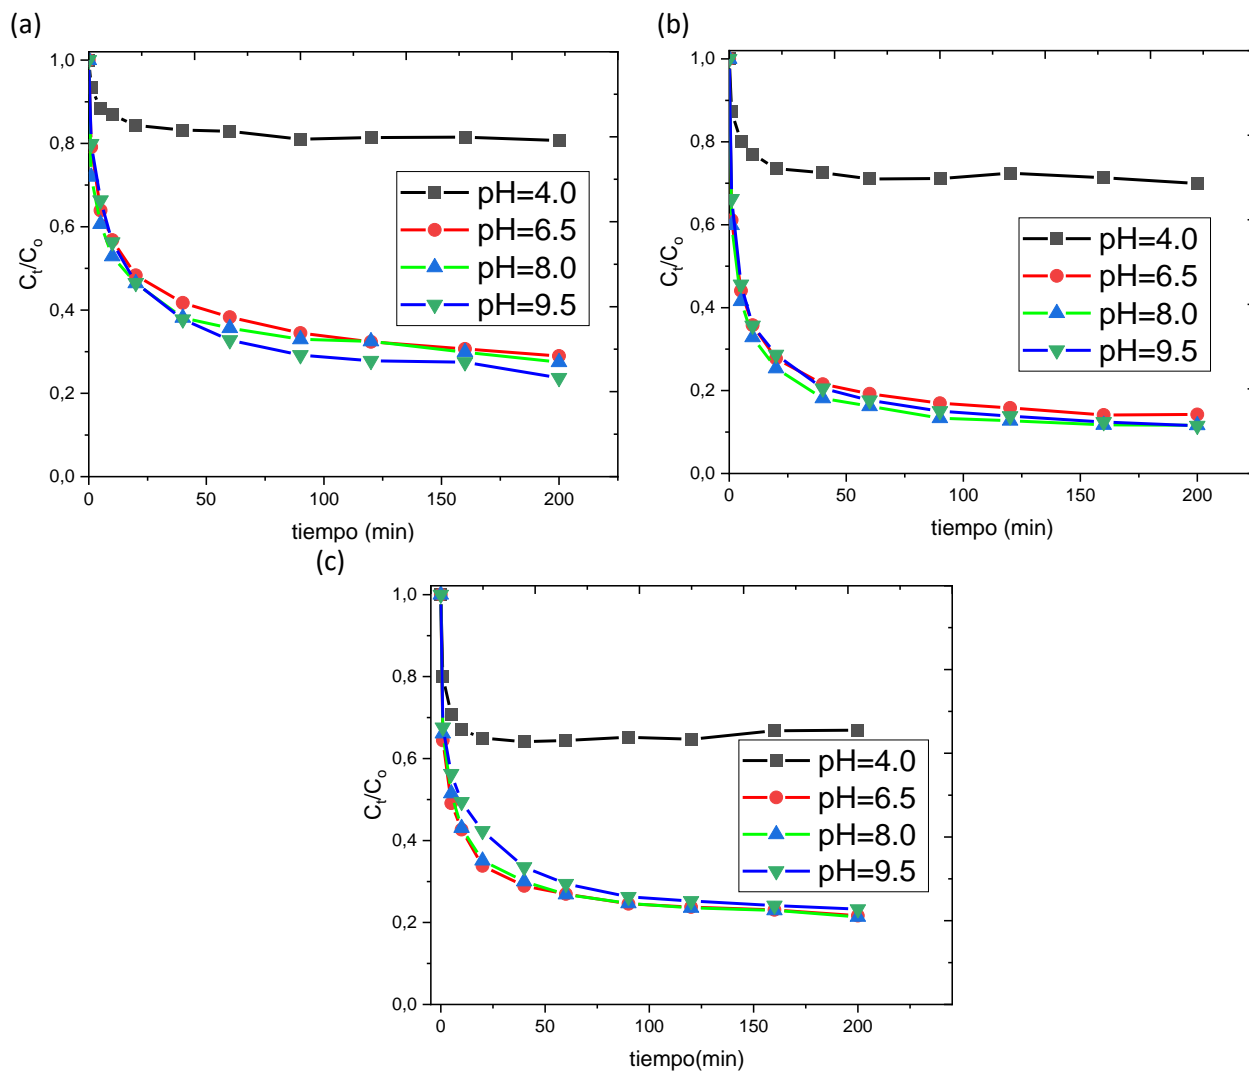 (a)
1,0
0,8
0,6
0,4
0,2
0,0
Ct/Co
pH=4.0
pH=6.5
pH=8.0
pH=9.5
0 50 100 150 200
tiempo (min)
(b)
1,0
0,8
0,6
0,4
0,2
0,0
Ct/Co
pH=4.0
pH=6.5
pH=8.0
pH=9.5
0 50 100 150 200
tiempo (min)
(c)
1,0
0,8
0,6
0,4
0,2
0,0
Ct/Co
pH=4.0
pH=6.5
pH=8.0
pH=9.5
0 50 100 150 200
tiempo(min)